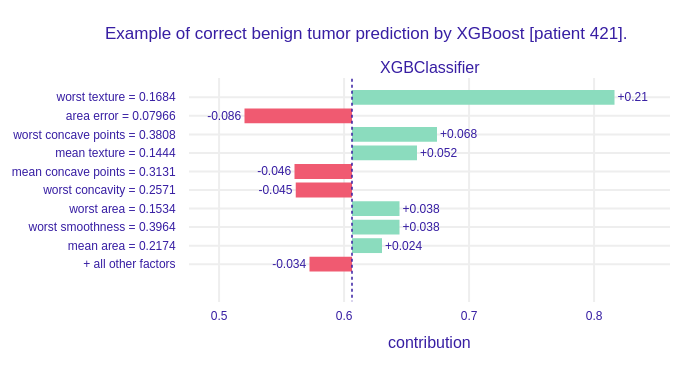 Example of correct benign tumor prediction by XGBoost [patient 421].
XGBClassifier
worst texture = 0.1684 +0.21
area error = 0.07966 -0.086
worst concave points = 0.3808 +0.068
mean texture = 0.1444 +0.052
mean concave points = 0.3131 -0.046
worst concavity = 0.2571 -0.045
worst area = 0.1534 +0.038
worst smoothness = 0.3964 +0.038
mean area = 0.2174 +0.024
+ all other factors -0.034
0.5 0.6 0.7 0.8
contribution